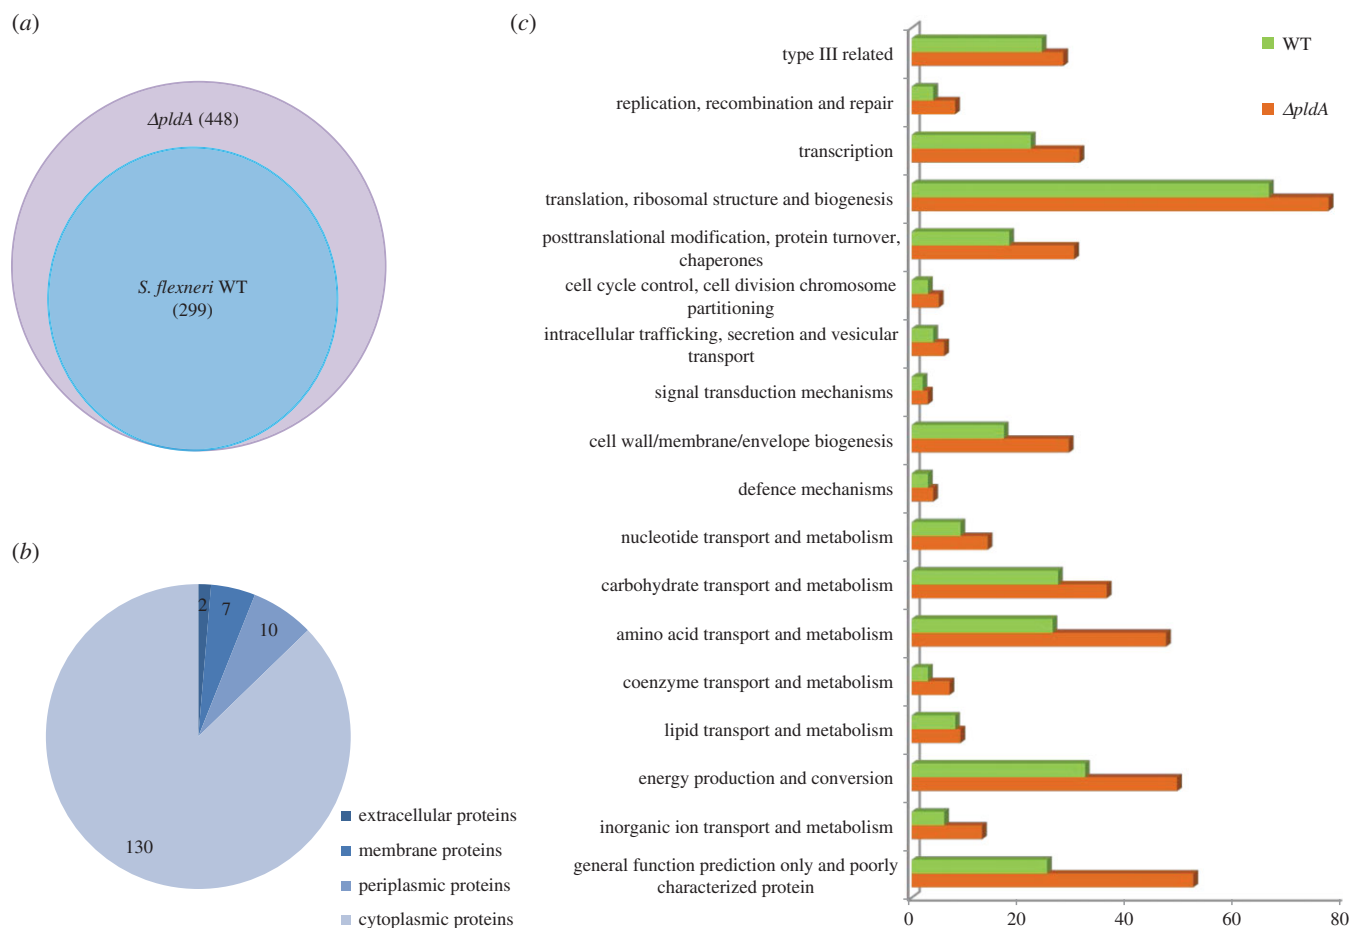 (a)
ΔpldA (448)
S. flexneri WT
(299)
(b)
2
7
10
130
extracellular proteins
membrane proteins
periplasmic proteins
cytoplasmic proteins
(c)
type III related
replication, recombination and repair
transcription
translation, ribosomal structure and biogenesis
posttranslational modification, protein turnover,
chaperones
cell cycle control, cell division chromosome
partitioning
intracellular trafficking, secretion and vesicular
transport
signal transduction mechanisms
cell wall/membrane/envelope biogenesis
defence mechanisms
nucleotide transport and metabolism
carbohydrate transport and metabolism
amino acid transport and metabolism
coenzyme transport and metabolism
lipid transport and metabolism
energy production and conversion
inorganic ion transport and metabolism
general function prediction only and poorly
characterized protein
0 20 40 60 80
WT
ΔpldA